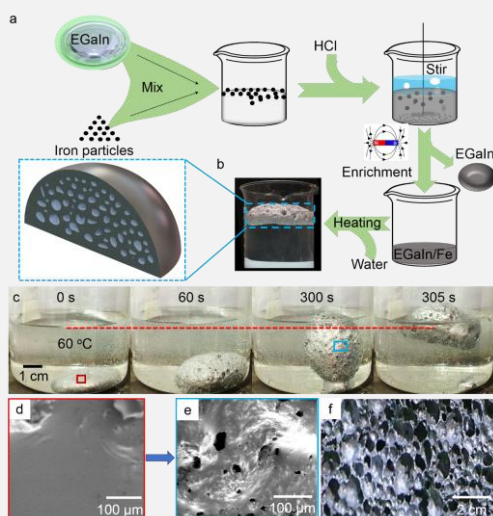 a
EGaIn
Mix
Iron particles
HCl
Stir
Enrichment
EGaIn
EGaIn/Fe
Heating
Water
b
c
0 s
60 s
300 s
305 s
60 °C
1 cm
d
100 μm
e
100 μm
f
2 cm